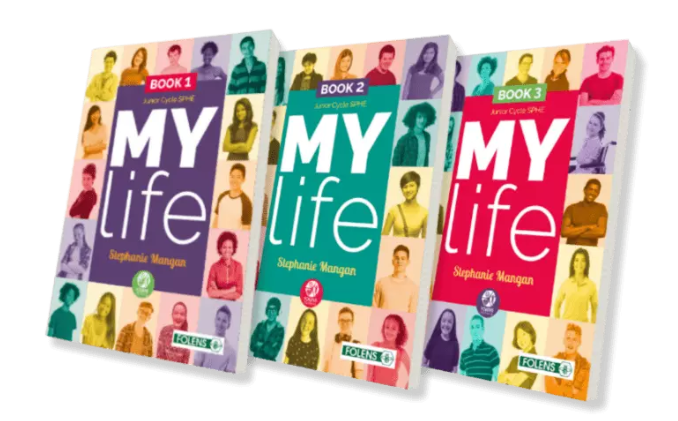 BOOK 1
Junior Cycle SPHE
MY
life
Stephanie Mangan
FOLENS
BOOK 2
Junior Cycle SPHE
MY
life
Stephanie Mangan
FOLENS
BOOK 3
Junior Cycle SPHE
MY
life
Stephanie Mangan
FOLENS